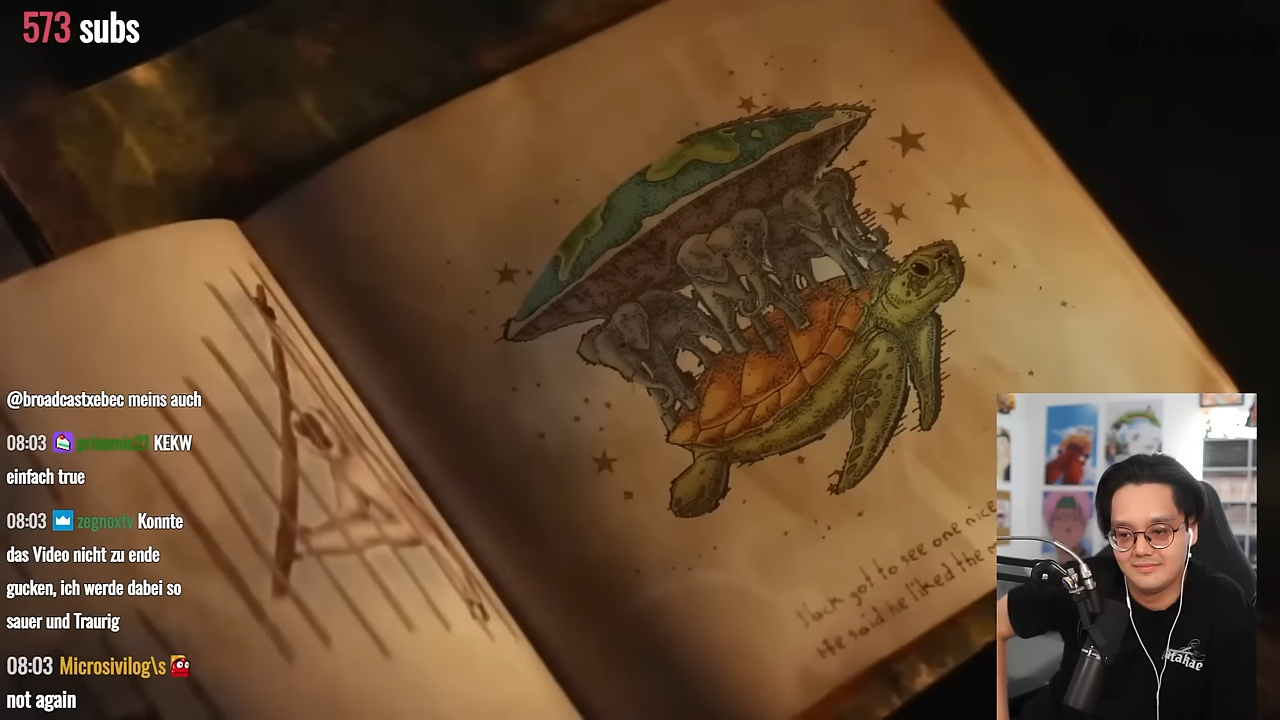 573 subs
@broadcastxebec meins auch
08:03 KEKW
einfach true
08:03 zegnoxtv Konnte
das Video nicht zu ende
gucken, ich werde dabei so
sauer und Traurig
08:03 Microsivilog\s
not again
got to see one nice
He said he liked the